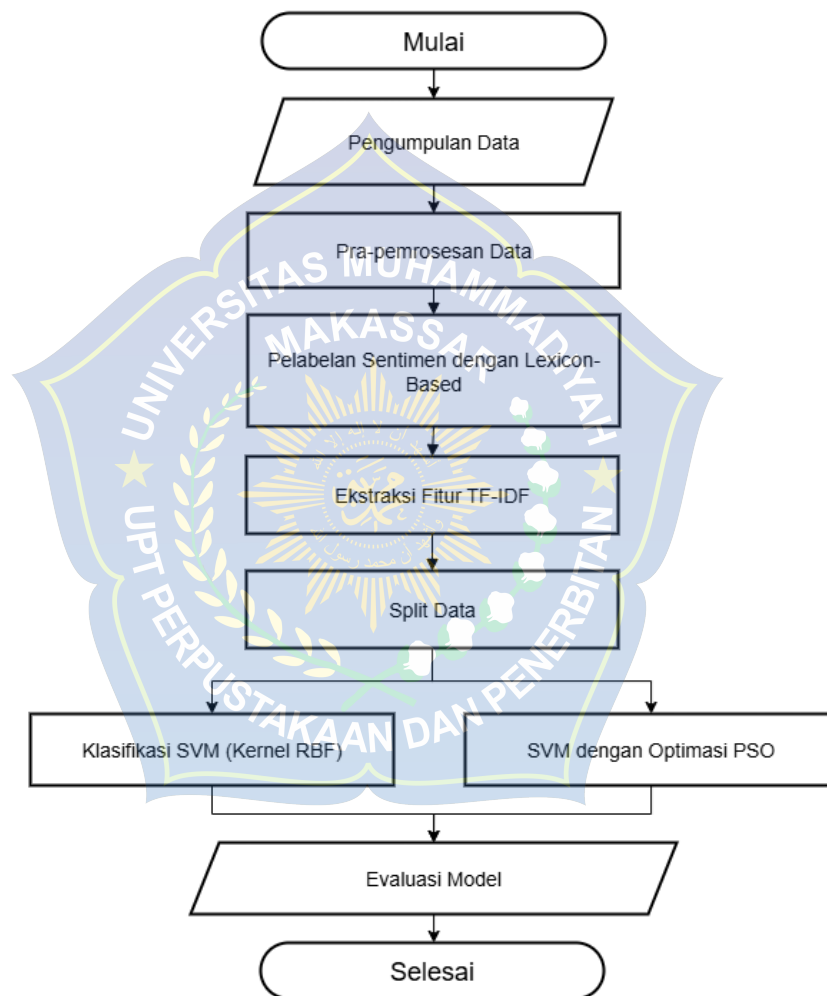 Mulai
Pengumpulan Data
Pra-pemrosesan Data
UNIVERSITAS MUHAMMADIYAH
MAKASSAR
Pelabelan Sentimen dengan Lexicon-
Based
Ekstraksi Fitur TF-IDF
Split Data
UPT PERPUSTAKAAN DAN PENERBITAN
Klasifikasi SVM (Kernel RBF)
SVM dengan Optimasi PSO
Evaluasi Model
Selesai